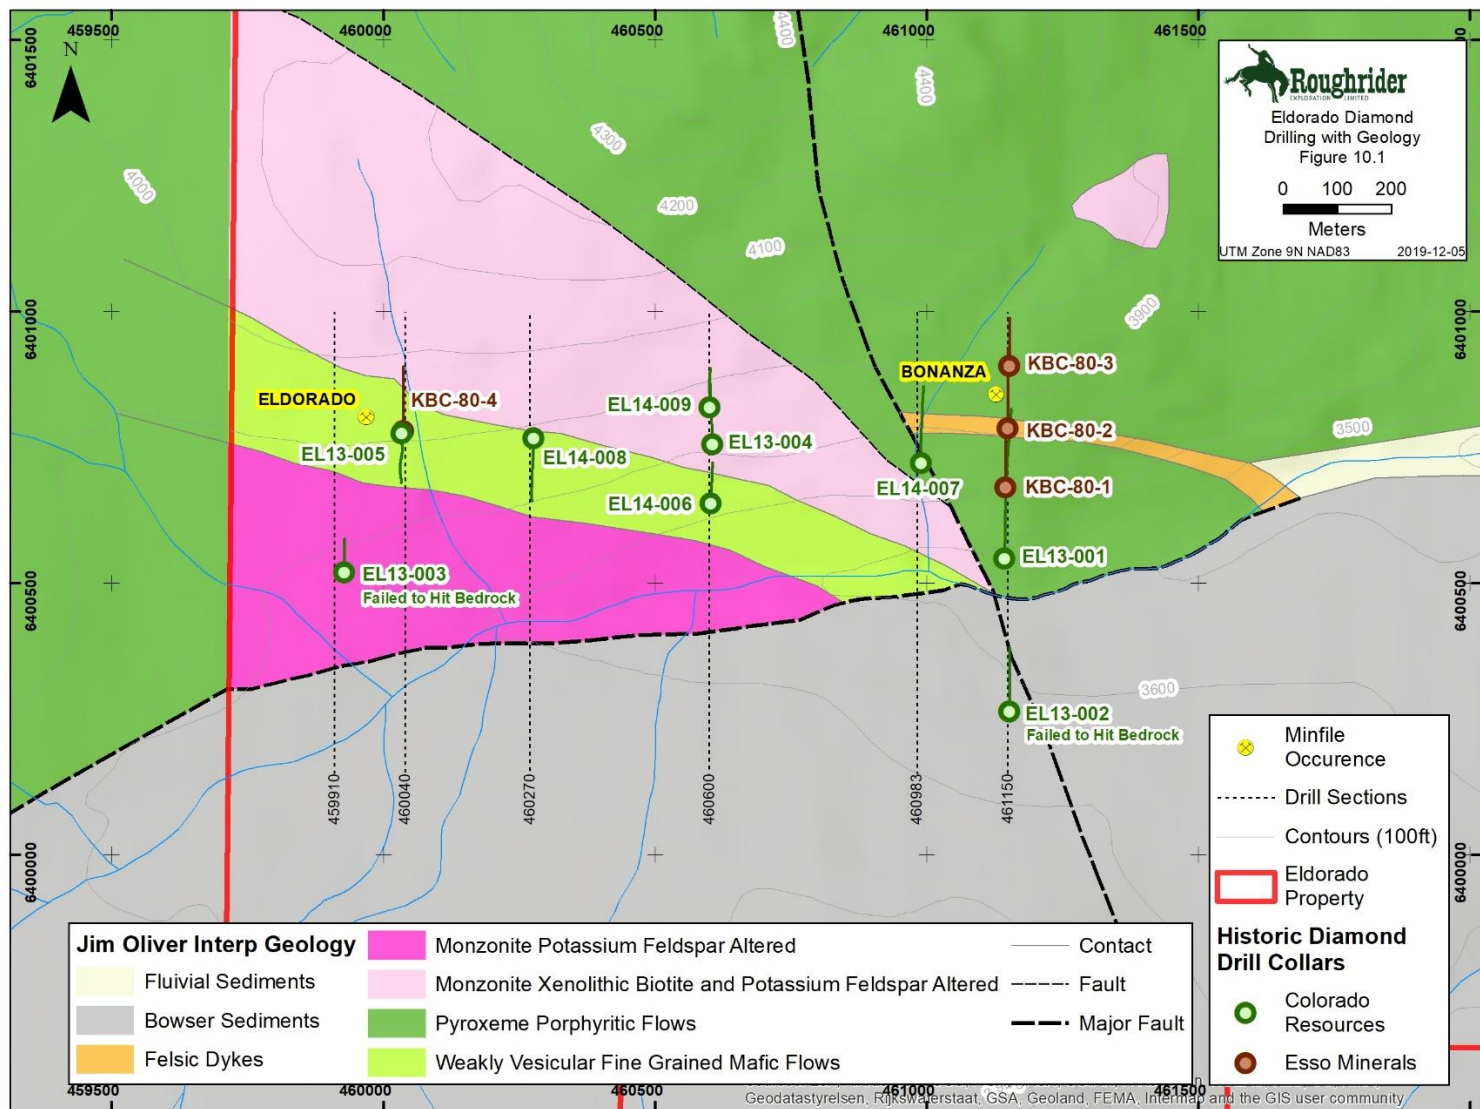 459500
460000
460500
461000
461500
6401500
6401000
6400500
6400000
N
4400
4400
4300
4200
4100
4000
3900
3500
3600
Roughrider
EXPLORATION LIMITED
Eldorado Diamond
Drilling with Geology
Figure 10.1
0 100 200
Meters
UTM Zone 9N NAD83 2019-12-05
BONANZA
KBC-80-3
KBC-80-2
KBC-80-1
ELDORADO
KBC-80-4
EL13-005
EL14-008
EL14-009
EL13-004
EL14-006
EL14-007
EL13-001
EL13-003
Failed to Hit Bedrock
EL13-002
Failed to Hit Bedrock
459910
460040
460270
460600
460983
461150
6401000
6400500
6400000
Minfile
Occurence
Drill Sections
Contours (100ft)
Eldorado
Property
Historic Diamond
Drill Collars
Colorado
Resources
Esso Minerals
Jim Oliver Interp Geology
Fluivial Sediments
Bowser Sediments
Felsic Dykes
Monzonite Potassium Feldspar Altered
Monzonite Xenolithic Biotite and Potassium Feldspar Altered
Pyroxeme Porphyritic Flows
Weakly Vesicular Fine Grained Mafic Flows
Contact
Fault
Major Fault
459500
460000
460500
461000
461500
Geodatastyrelsen, Rijkswaterstaat, GSA, Geoland, FEMA, Intermap and the GIS user community